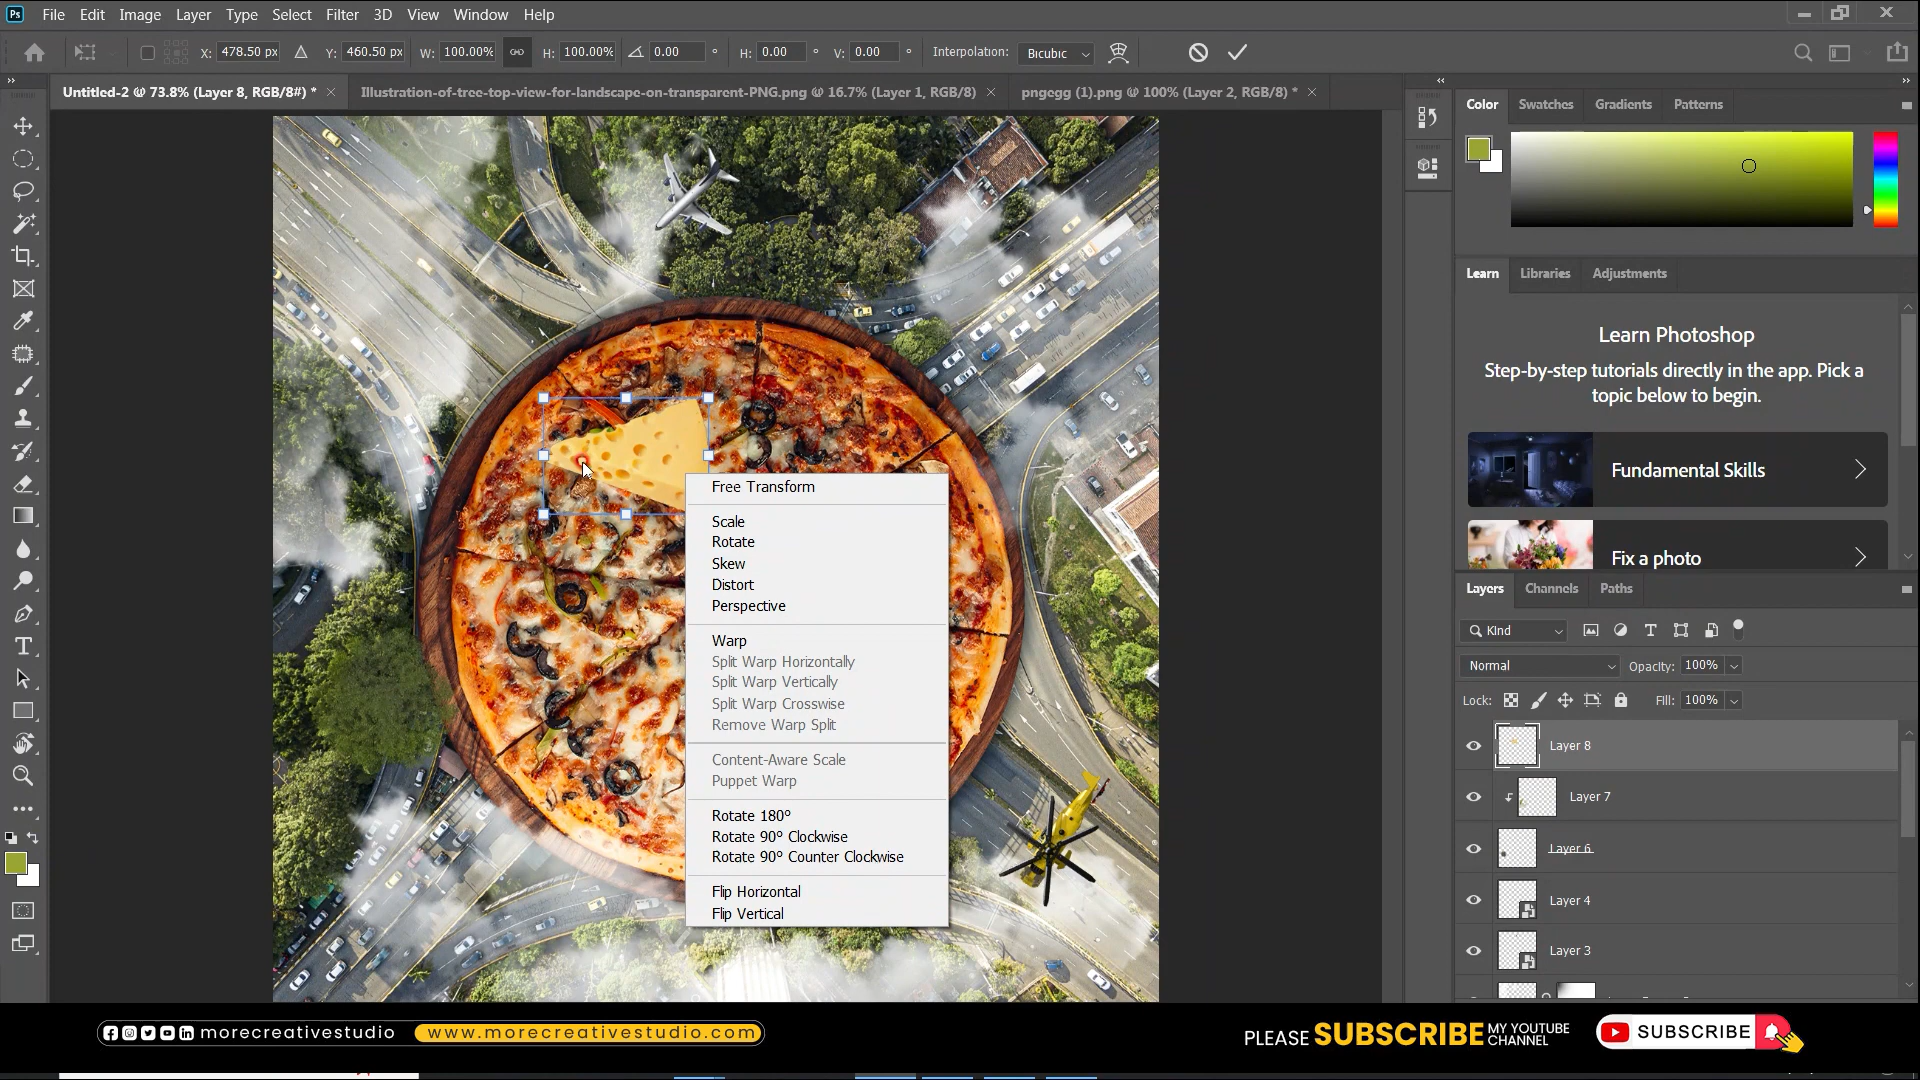 Ps File Edit Image Layer Type Select Filter 3D View Window Help
X: 478.50 px Y: 460.50 px W: 100.00% H: 100.00% 0.00 ° H: 0.00 ° V: 0.00 ° Interpolation: Bicubic
Untitled-2 @ 73.8% (Layer 8, RGB/8#) * Illustration-of-tree-top-view-for-landscape-on-transparent-PNG.png @ 16.7% (Layer 1, RGB/8) pngegg (1).png @ 100% (Layer 2, RGB/8) *
Color Swatches Gradients Patterns
Learn Libraries Adjustments
Learn Photoshop
Step-by-step tutorials directly in the app. Pick a
topic below to begin.
Fundamental Skills
Fix a photo
Free Transform
Scale
Rotate
Skew
Distort
Perspective
Warp
Split Warp Horizontally
Split Warp Vertically
Split Warp Crosswise
Remove Warp Split
Content-Aware Scale
Puppet Warp
Rotate 180°
Rotate 90° Clockwise
Rotate 90° Counter Clockwise
Flip Horizontal
Flip Vertical
Layers Channels Paths
Kind
Normal Opacity: 100%
Lock: Fill: 100%
Layer 8
Layer 7
Layer 6
Layer 4
Layer 3
morecreativestudio www.morecreativestudio.com
PLEASE SUBSCRIBE MY YOUTUBE
CHANNEL
SUBSCRIBE